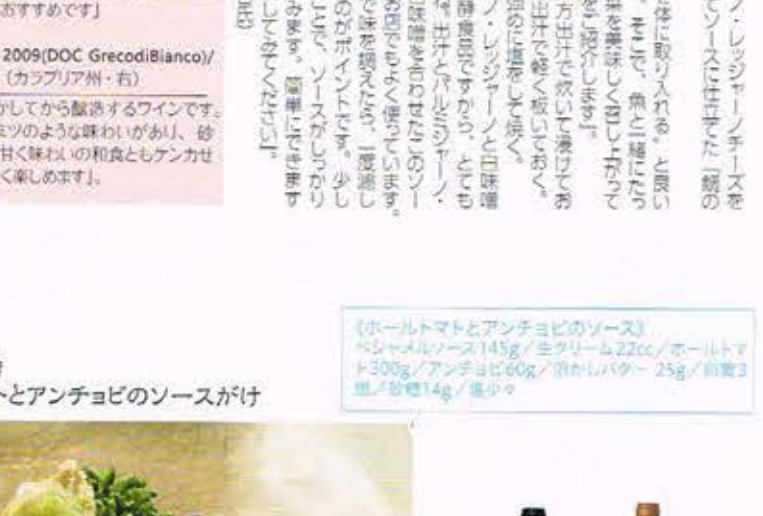 おすすめです」
2009(DOC GrecodiBianco)/
(カラブリア州・右)
かしてから醸造するワインです。
ミツのような味わいがあり、砂
甘く味わいの和食ともケンカせ
く楽しめます」。
ノ・レッジャーノチーズを
てソースに仕立てた「鯛の
た体に取り入れる。と良い
。そこで、魚と一緒にたっ
菜を美味しく召し上がって
をご紹介します」。
方出汁で炊いて浸けてお
出汁で軽く炊いておく。
強めに塩をして焼く。
ノ・レッジャーノと白味噌
酵食品ですから、とても
。出汁とパルミジャーノ・
白味噌を合わせたこのソー
お店でもよく使っています。
で味を調えたら、一度濾し
のがポイントです。少し
ことで、ソースがしっかり
みます。簡単にできます
してみてください」。
《ホールトマトとアンチョビのソース》
ベシャメルソース145g/生クリーム22cc/ホールトマ
ト300g/アンチョビ60g/溶かしバター 25g/卵黄3
個/砂糖14g/塩少々
トとアンチョビのソースがけ